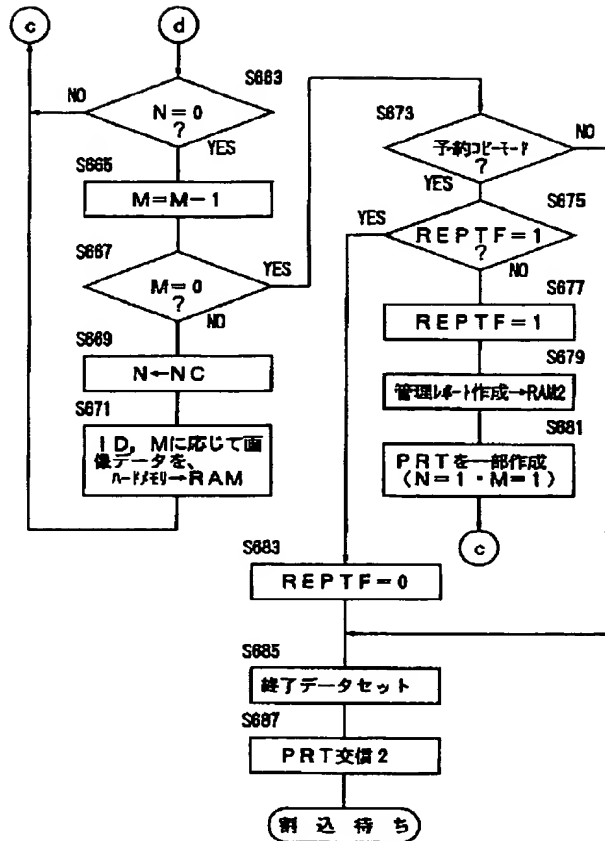 c
d
S663
NO
N=0
?
YES
S665
M=M-1
S667
YES
M=0
?
NO
S669
N←NC
S671
ID，Mに応じて画
像データを、
ハードメモリ→RAM
S673
NO
予約コピーモード
?
YES
S675
YES
REPTF=1
?
NO
S677
REPTF=1
S679
管理レポート作成→RAM2
S681
PRTを一部作成
（N=1・M=1）
c
S683
REPTF=0
S685
終了データセット
S687
PRT交信2
割込待ち